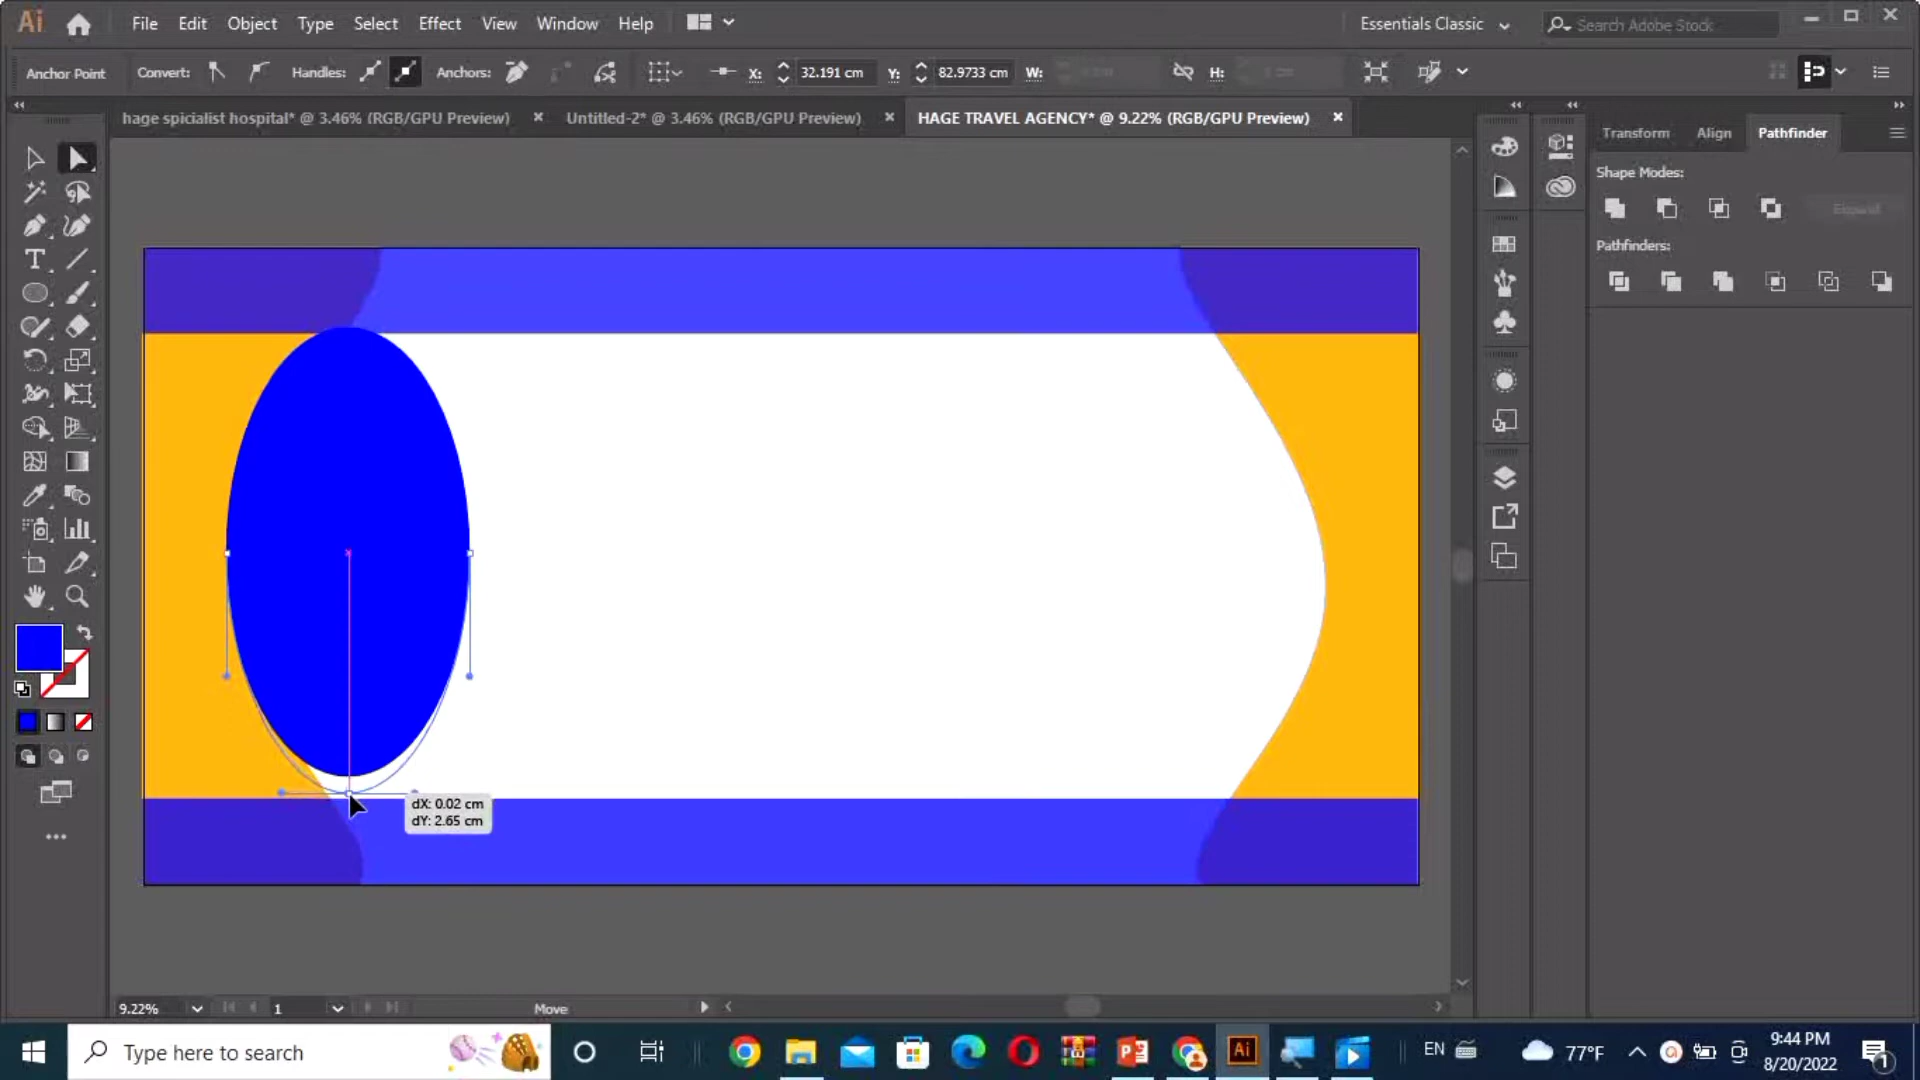 Ai File Edit Object Type Select Effect View Window Help Essentials Classic Search Adobe Stock
Anchor Point Convert: Handles: Anchors: X: 32.191 cm Y: 82.9733 cm W: H:
hage spicialist hospital* @ 3.46% (RGB/GPU Preview) Untitled-2* @ 3.46% (RGB/GPU Preview) HAGE TRAVEL AGENCY* @ 9.22% (RGB/GPU Preview)
Transform Align Pathfinder
Shape Modes:
Expand
Pathfinders:
dX: 0.02 cm
dY: 2.65 cm
9.22% 1 Move
Type here to search Ai EN 77°F 9:44 PM
8/20/2022 1